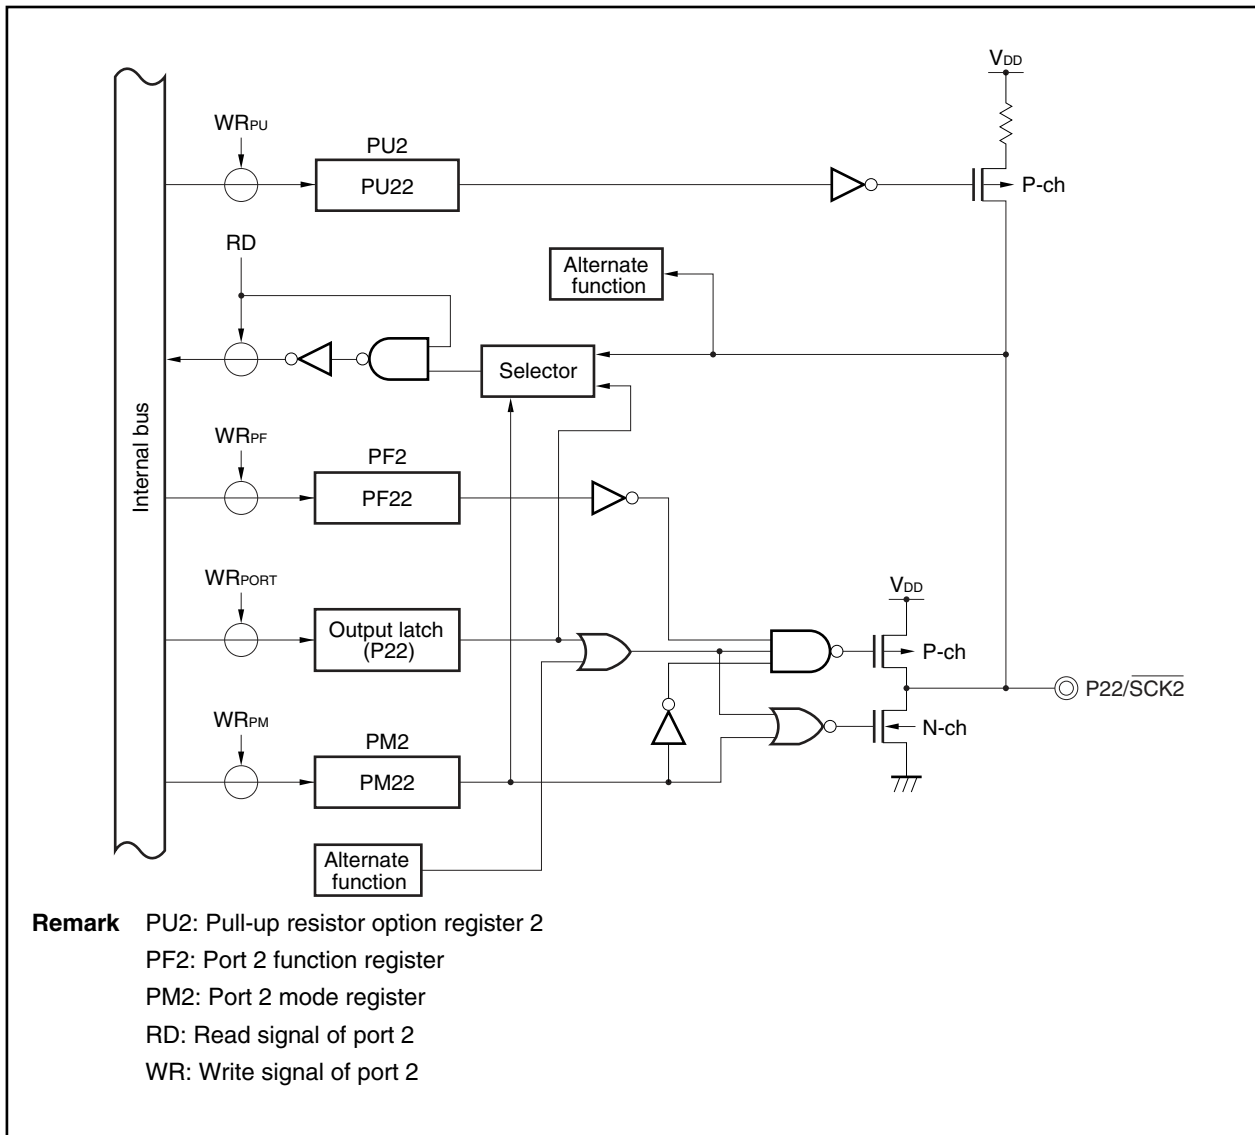 VDD
WRPU
PU2
PU22
P-ch
RD
Alternate
function
Selector
Internal bus
WRPF
PF2
PF22
WRPORT
VDD
Output latch
(P22)
P-ch
P22/SCK2
WRPM
PM2
N-ch
PM22
Alternate
function
Remark PU2: Pull-up resistor option register 2
PF2: Port 2 function register
PM2: Port 2 mode register
RD: Read signal of port 2
WR: Write signal of port 2